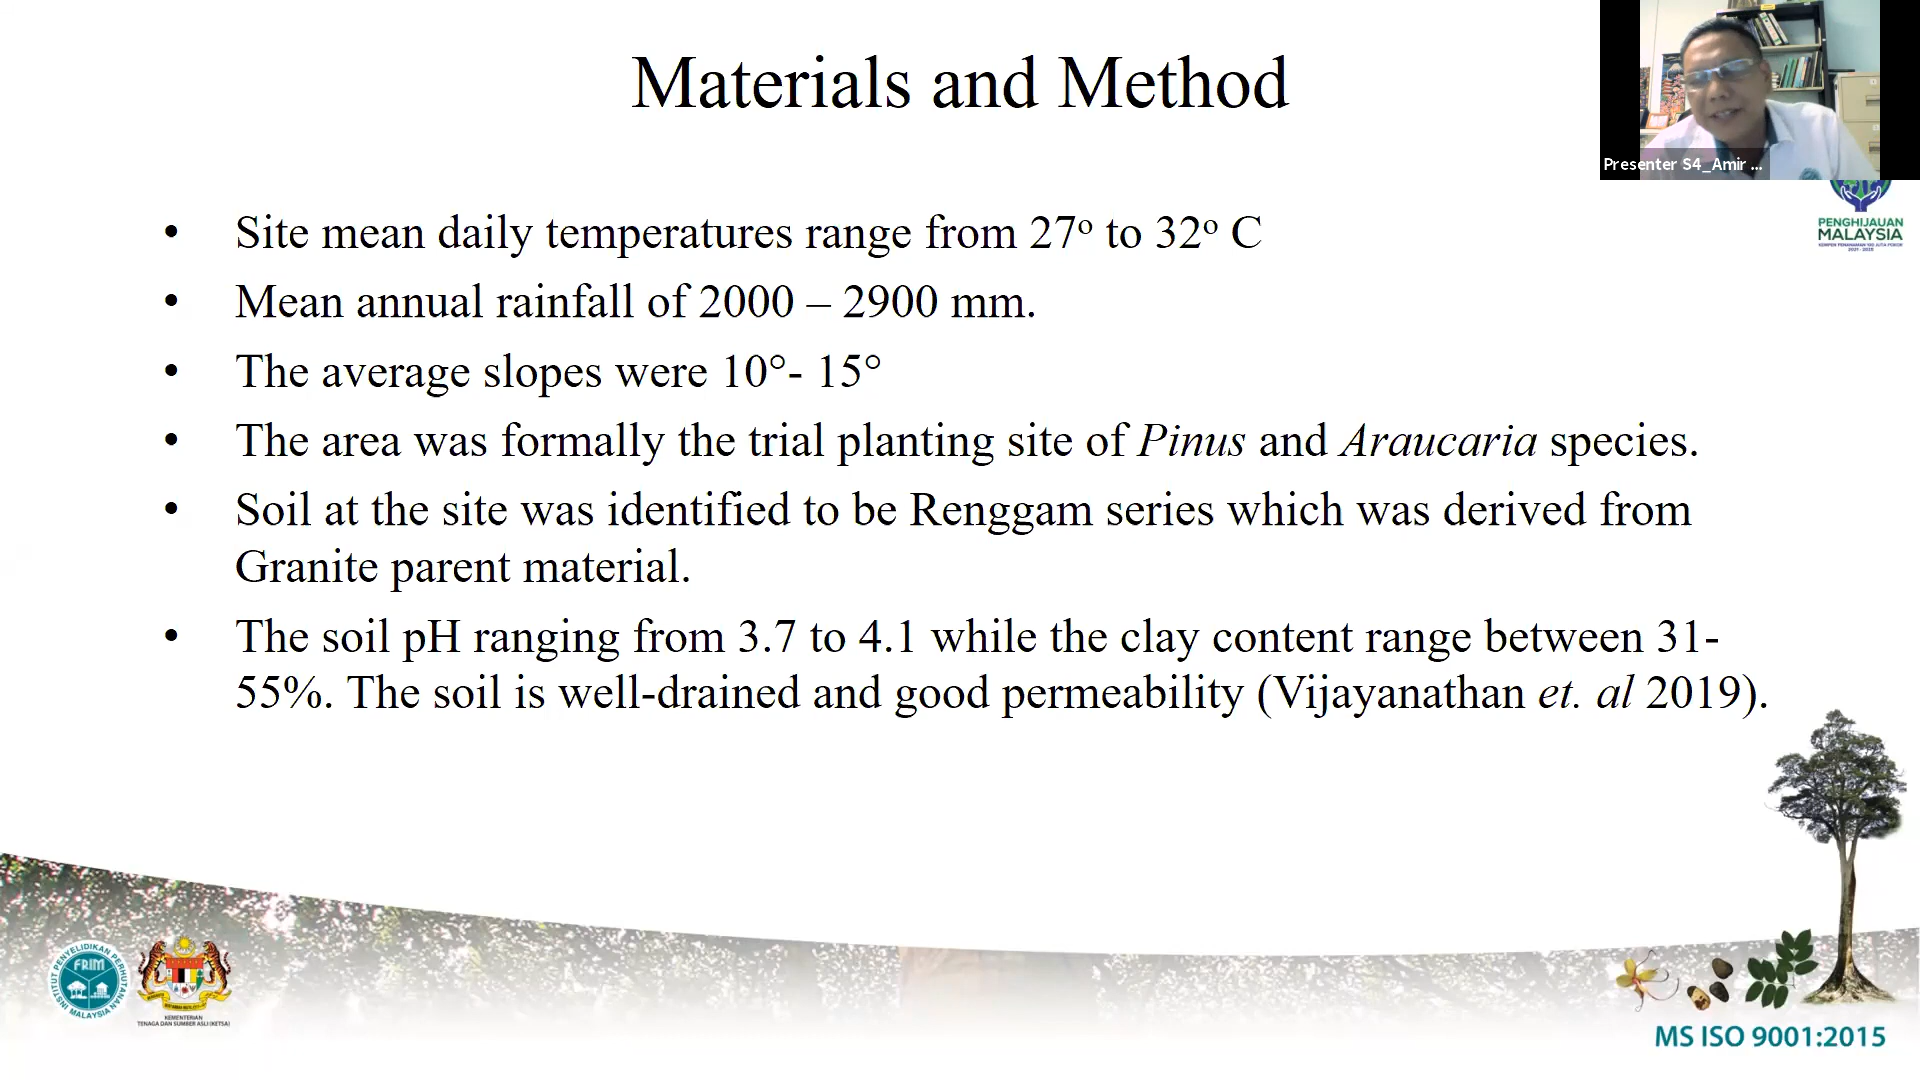 Materials and Method
Presenter S4_Amir ...
PENGHIJAUAN
MALAYSIA
• Site mean daily temperatures range from 27º to 32º C
• Mean annual rainfall of 2000 – 2900 mm.
• The average slopes were 10°- 15°
• The area was formally the trial planting site of Pinus and Araucaria species.
• Soil at the site was identified to be Renggam series which was derived from
Granite parent material.
• The soil pH ranging from 3.7 to 4.1 while the clay content range between 31-
55%. The soil is well-drained and good permeability (Vijayanathan et. al 2019).
INSTITUT PENYELIDIKAN PERHUTANAN MALAYSIA
FRIM
KEMENTERIAN
TENAGA DAN SUMBER ASLI (KETSA)
MS ISO 9001:2015